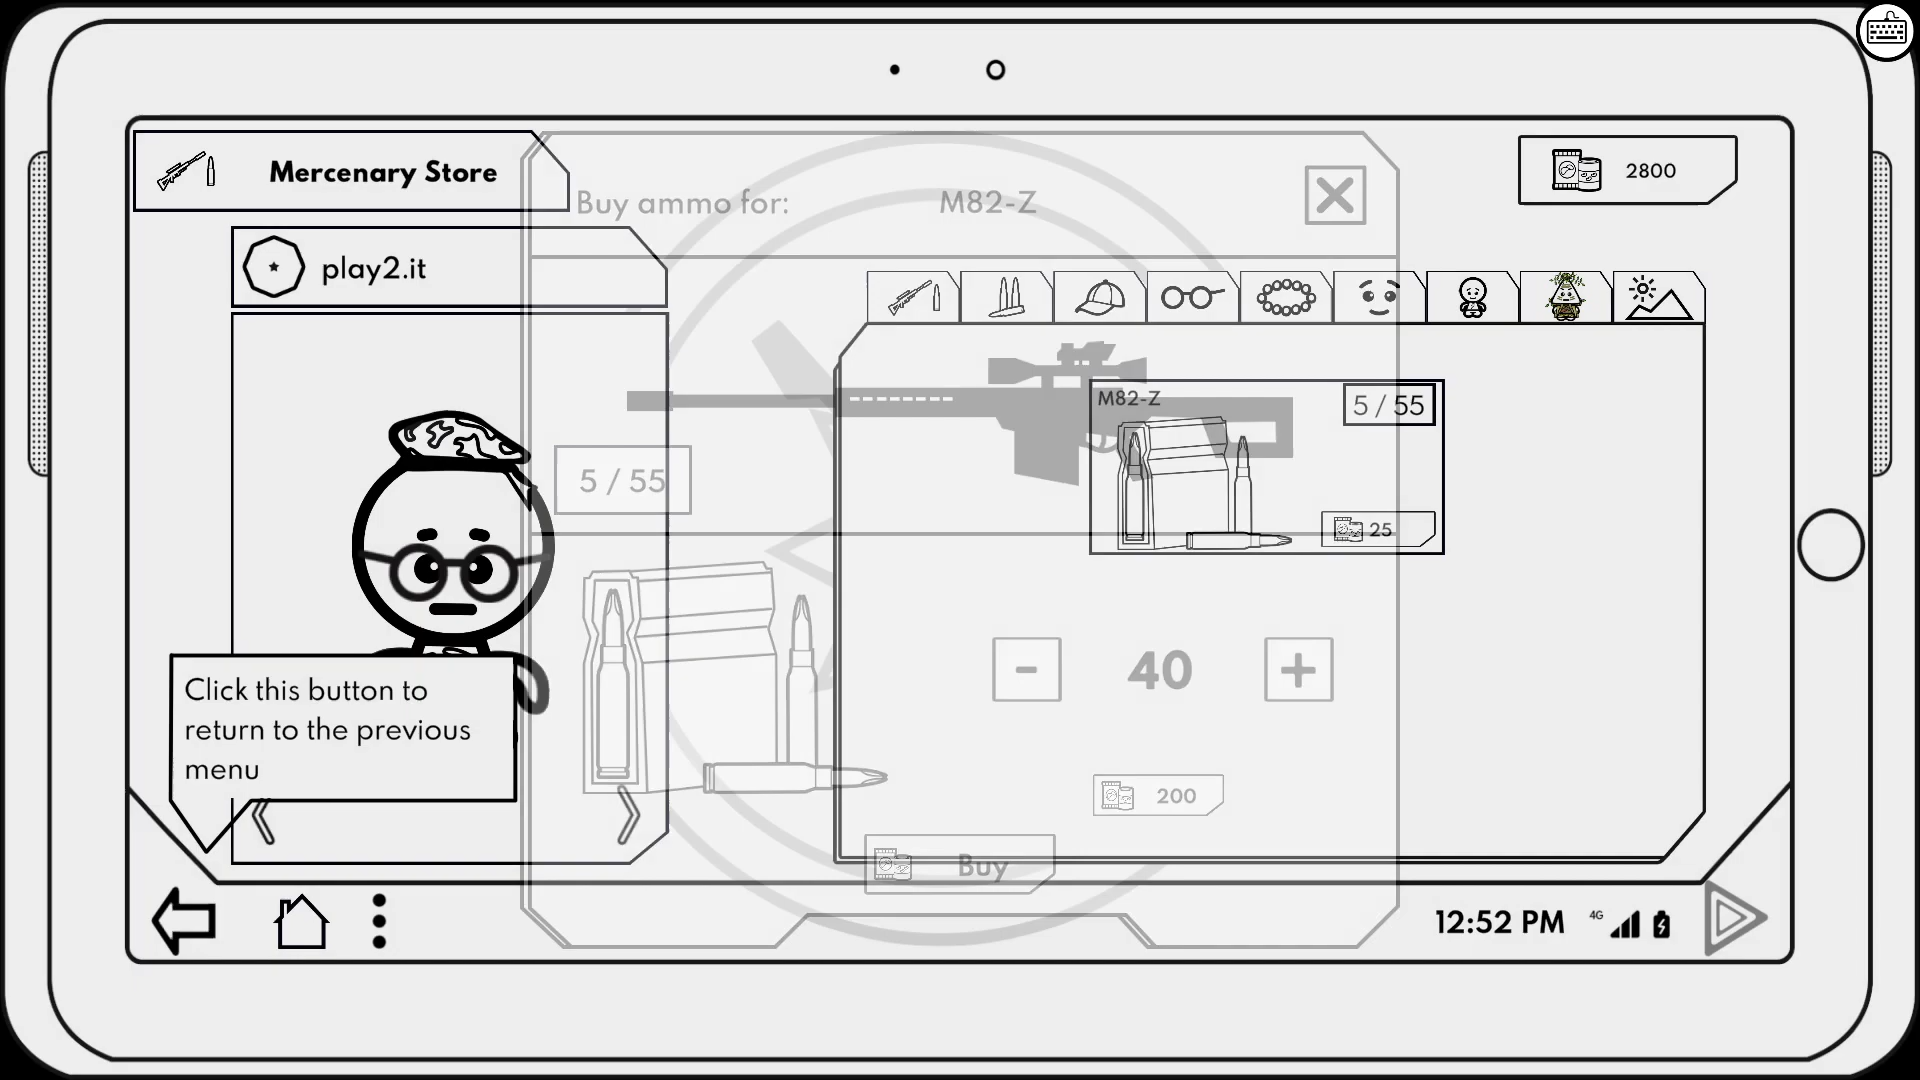 Mercenary Store
2800
Buy ammo for:
M82-Z
play2.it
M82-Z
5 / 55
5 / 55
25
- 40 +
Click this button to
return to the previous
menu
200
Buy
12:52 PM
4G